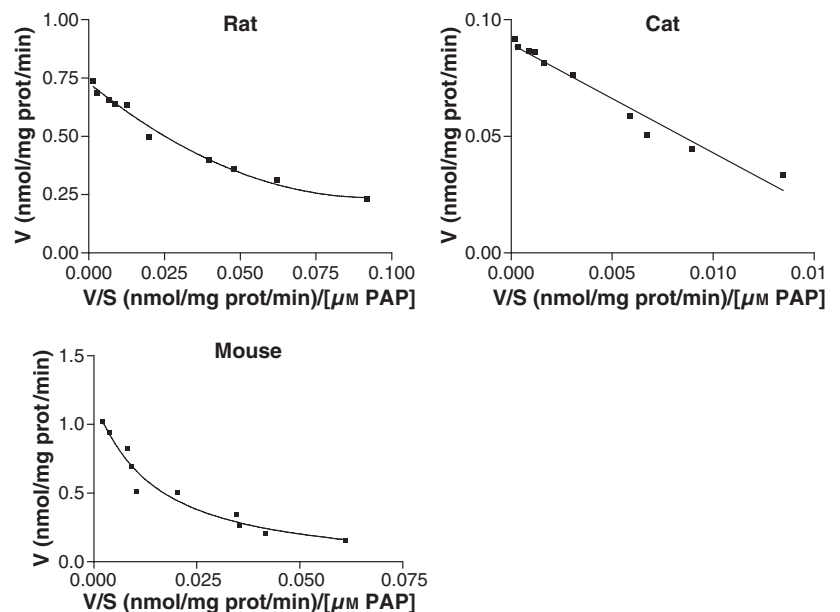 Rat
V (nmol/mg prot/min)
1.00
0.75
0.50
0.25
0.00
0.000 0.025 0.050 0.075 0.100
V/S (nmol/mg prot/min)/[μM PAP]
Cat
V (nmol/mg prot/min)
0.10
0.05
0.00
0.000 0.005 0.010 0.01
V/S (nmol/mg prot/min)/[μM PAP]
Mouse
V (nmol/mg prot/min)
1.5
1.0
0.5
0.0
0.000 0.025 0.050 0.075
V/S (nmol/mg prot/min)/[μM PAP]